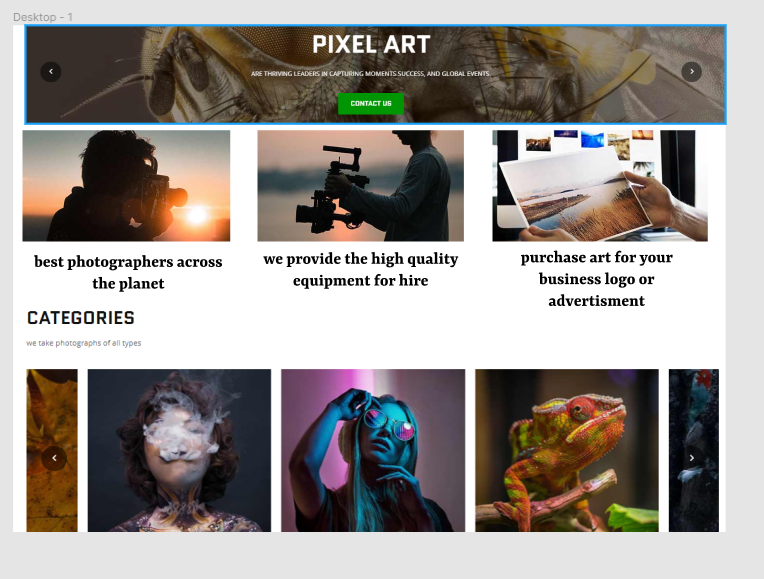 Desktop - 1
PIXEL ART
ARE THRIVING LEADERS IN CAPTURING MOMENTS SUCCESS, AND GLOBAL EVENTS
CONTACT US
best photographers across
the planet
we provide the high quality
equipment for hire
purchase art for your
business logo or
advertisment
CATEGORIES
we take photographs of all types